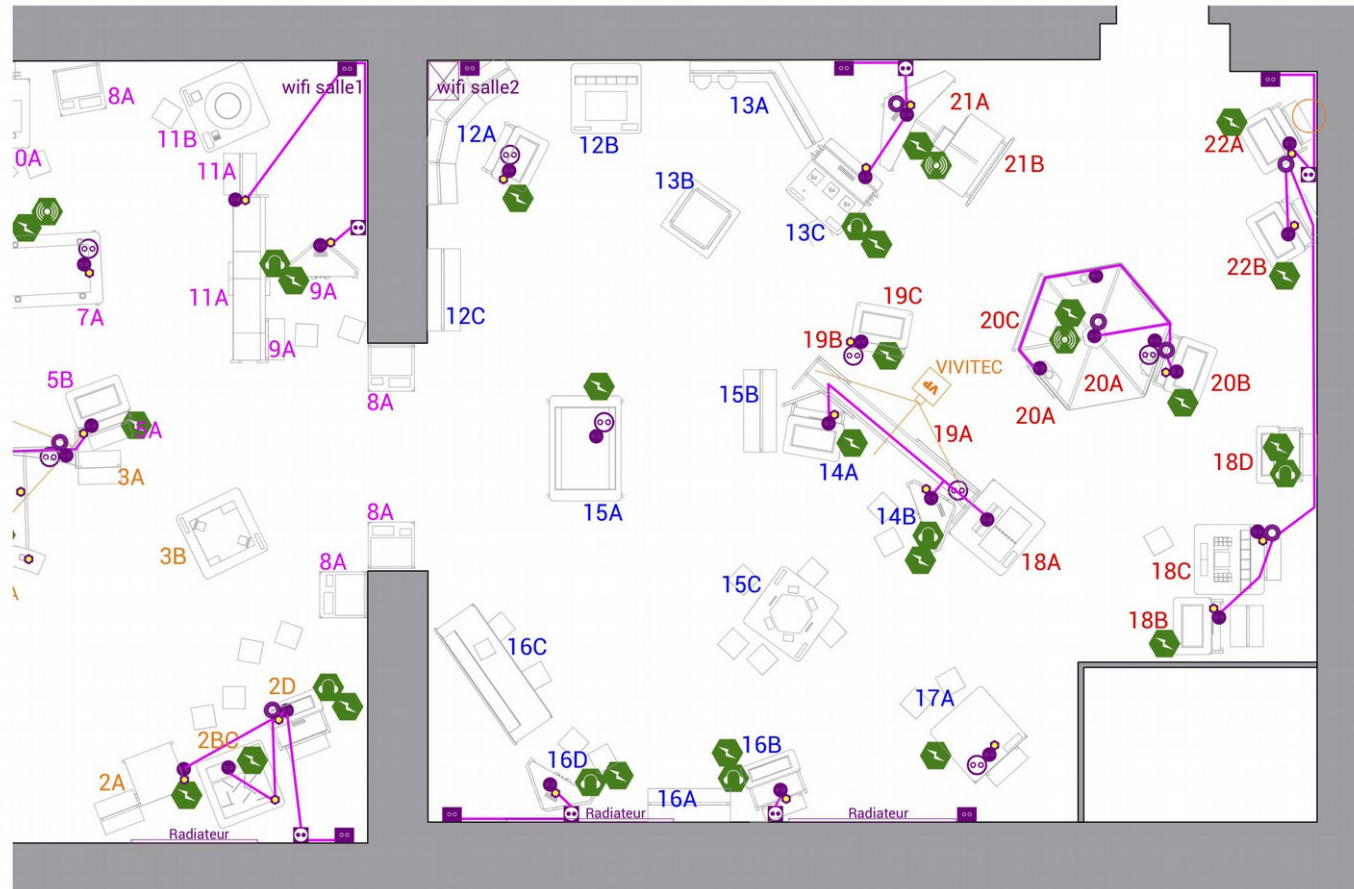 8A
wifi salle1
wifi salle2
11B
0A
11A
12A
12B
13A
21A
21B
22A
13B
13C
22B
7A
11A
9A
12C
19C
20C
9A
19B
VIVITEC
VP
5B
8A
15B
20A
20B
5A
20A
19A
3A
14A
18D
15A
14B
8A
3B
8A
18A
18C
15C
A
18B
16C
2D
17A
2BC
16B
2A
16D
16A
Radiateur
Radiateur
Radiateur